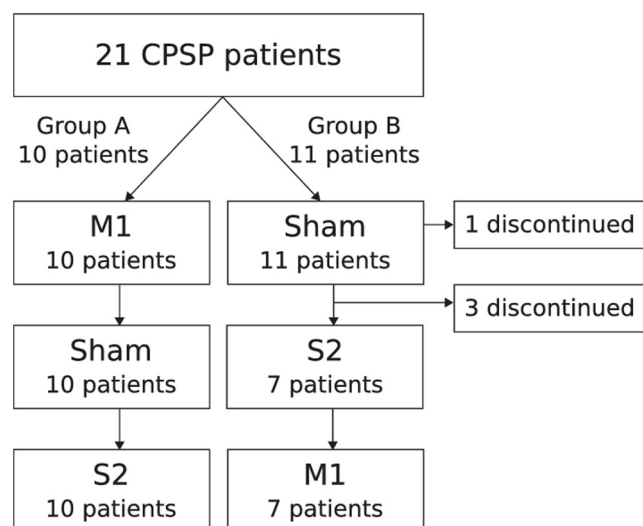 21 CPSP patients
Group A
10 patients
Group B
11 patients
M1
10 patients
Sham
11 patients
1 discontinued
3 discontinued
Sham
10 patients
S2
7 patients
S2
10 patients
M1
7 patients